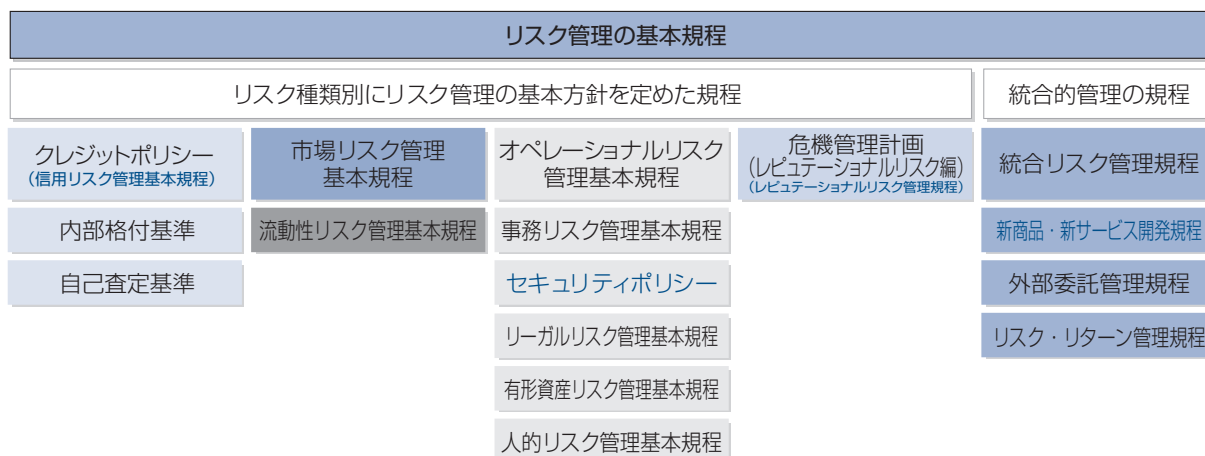 リスク管理の基本規程
リスク種類別にリスク管理の基本方針を定めた規程
統合的管理の規程
クレジットポリシー
(信用リスク管理基本規程)
内部格付基準
自己査定基準
市場リスク管理
基本規程
流動性リスク管理基本規程
オペレーショナルリスク
管理基本規程
事務リスク管理基本規程
セキュリティポリシー
リーガルリスク管理基本規程
有形資産リスク管理基本規程
人的リスク管理基本規程
危機管理計画
(レピュテーショナルリスク編)
(レピュテーショナルリスク管理規程)
統合リスク管理規程
新商品・新サービス開発規程
外部委託管理規程
リスク・リターン管理規程